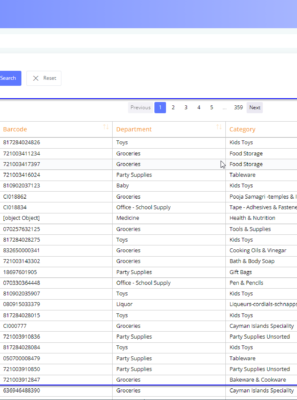 Search × Reset
Previous 1 2 3 4 5 ... 359 Next
Barcode Department Category
817284024826 Toys Kids Toys
721003411234 Groceries Food Storage
721003417397 Groceries Food Storage
721003416024 Party Supplies Tableware
810902037123 Baby Kids Toys
CI018862 Groceries Pooja Samagri -temples & i
CI018834 Office - School Supply Tape - Adhesives & Fastene
[object Object] Medicine Health & Nutrition
070257632125 Groceries Tools & Supplies
817284028275 Toys Kids Toys
832650000341 Groceries Cooking Oils & Vinegar
721003143302 Groceries Bath & Body Soap
18697601905 Party Supplies Gift Bags
070330364448 Office - School Supply Pen & Pencils
810902035907 Toys Kids Toys
080915033379 Liquor Liqueurs-cordials-schnapps
817284028015 Toys Kids Toys
CI000777 Groceries Cayman Islands Speciality
721003910836 Party Supplies Party Supplies Unsorted
817284028084 Toys Kids Toys
050700008479 Party Supplies Tableware
721003910850 Party Supplies Party Supplies Unsorted
721003912847 Groceries Bakeware & Cookware
636946488390 Groceries Cayman Islands Speciality